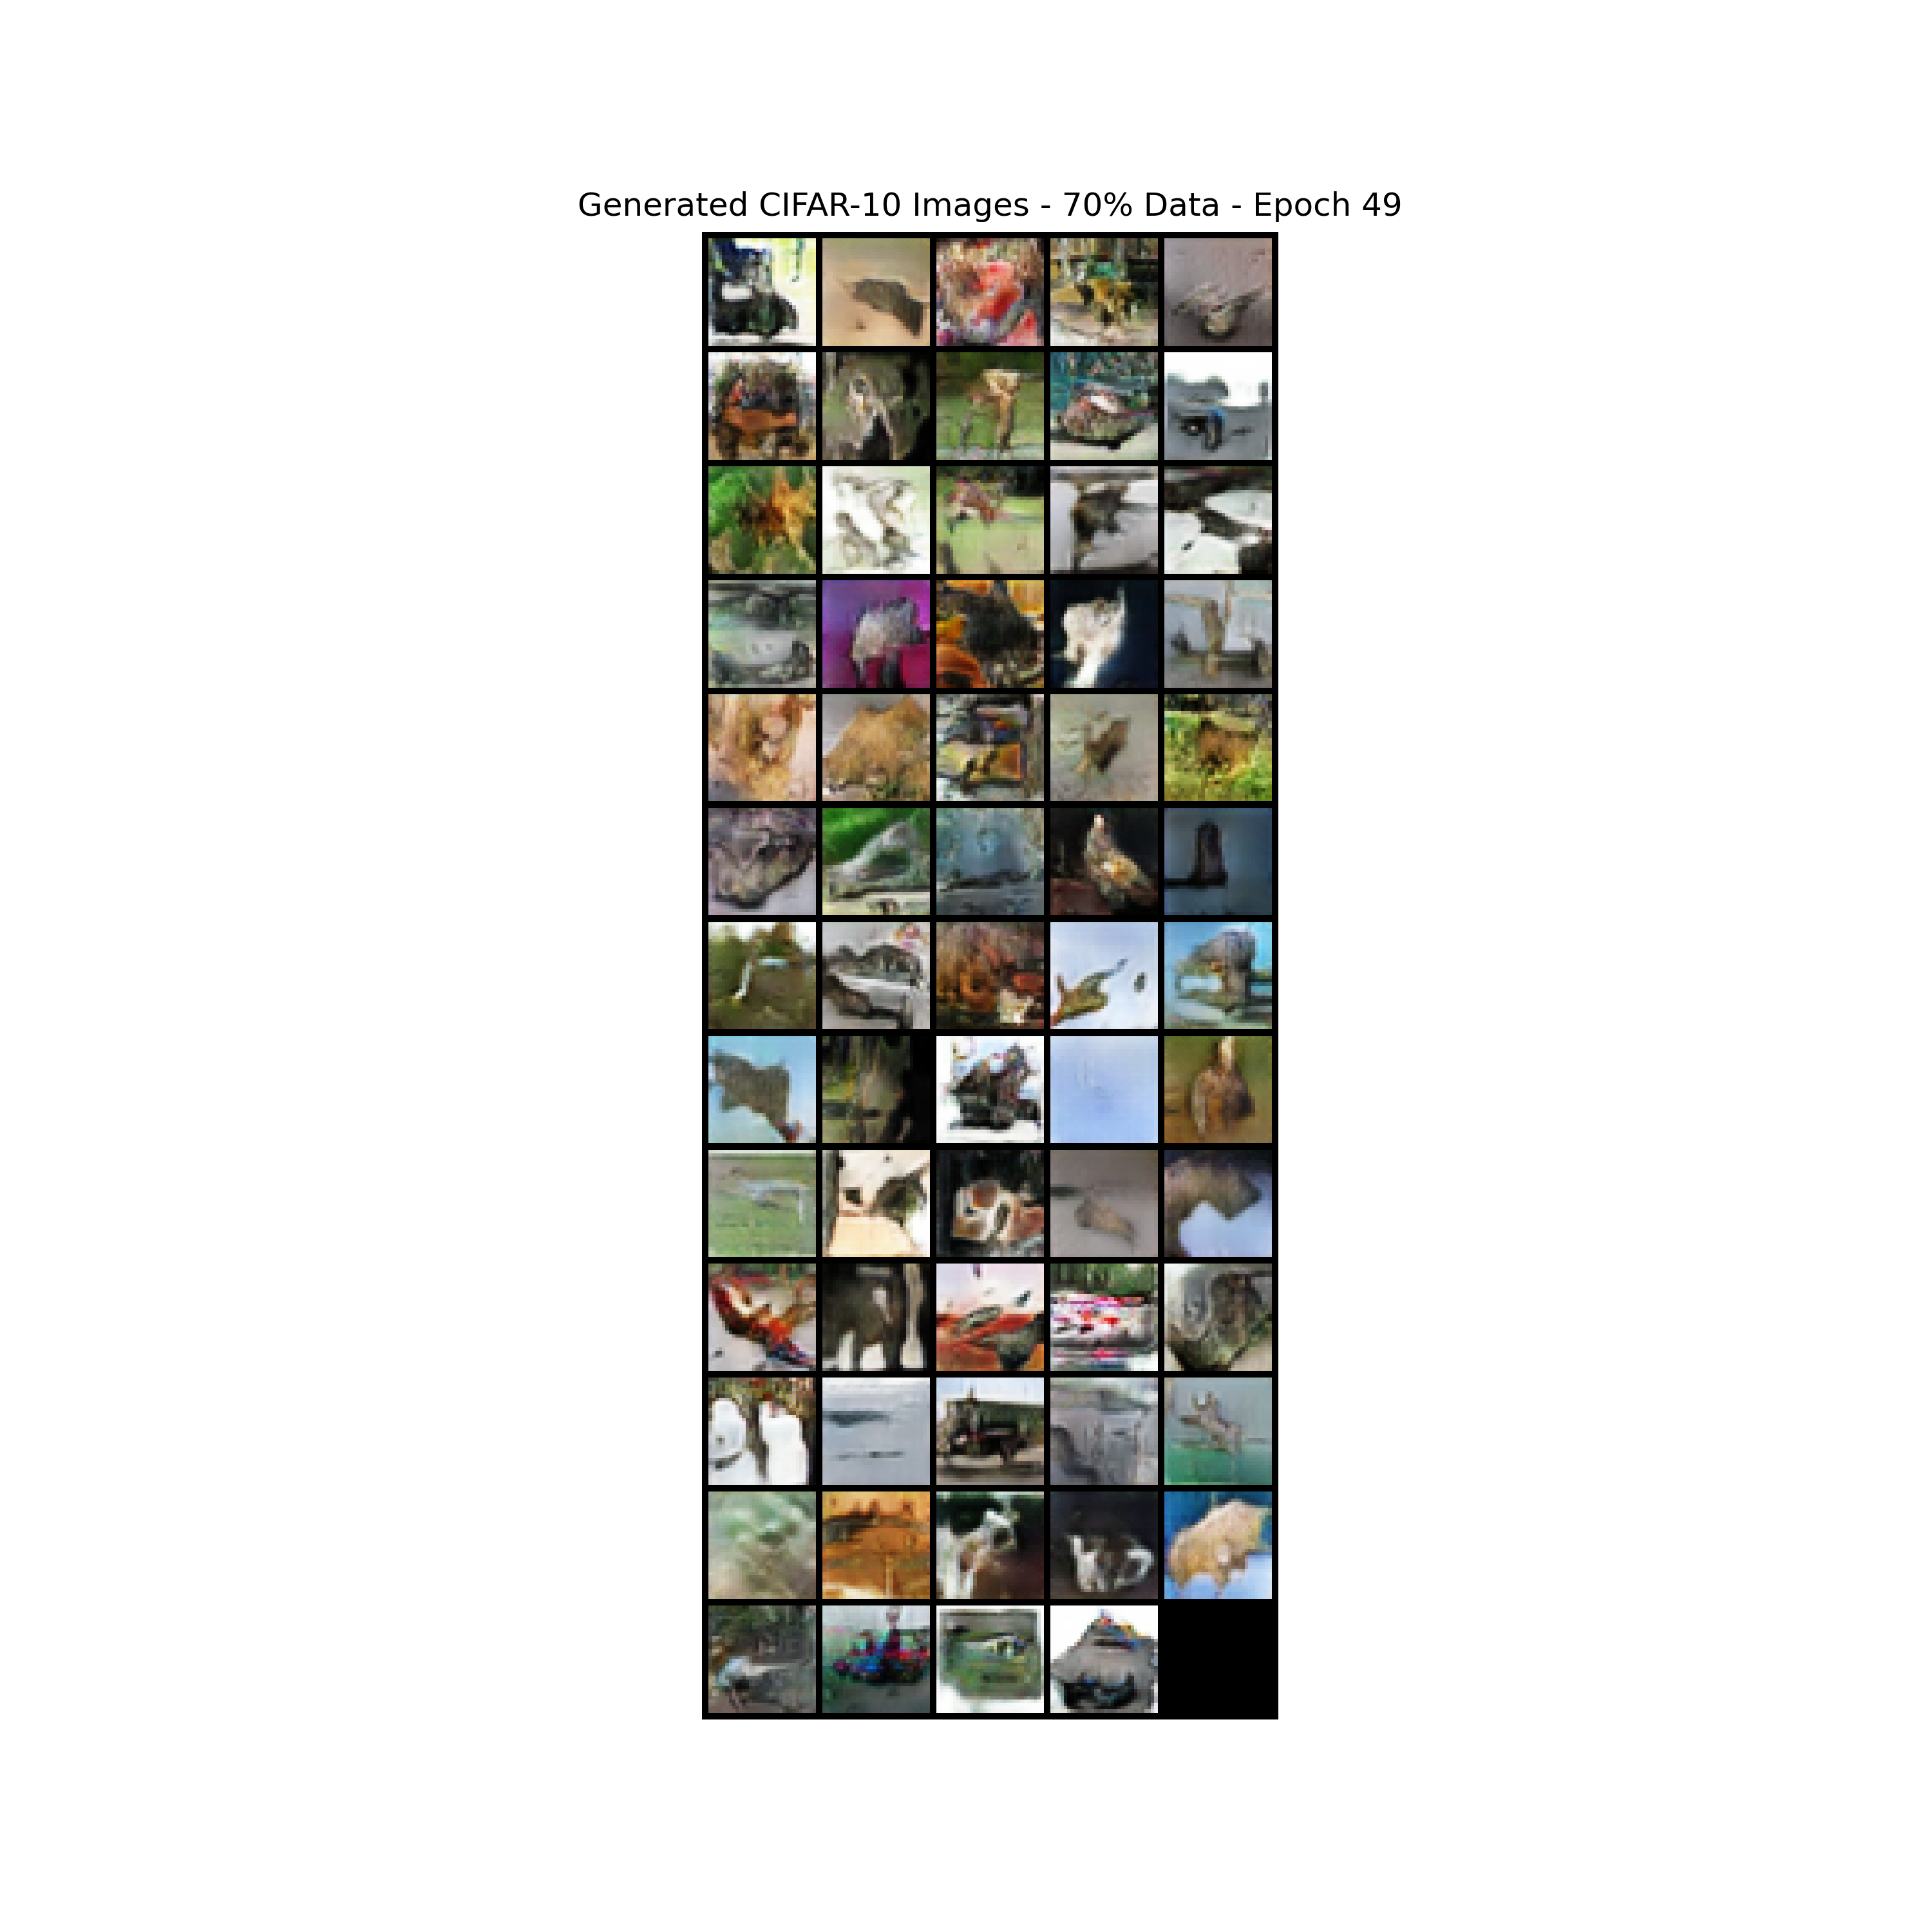 Generated CIFAR-10 Images - 70% Data - Epoch 49